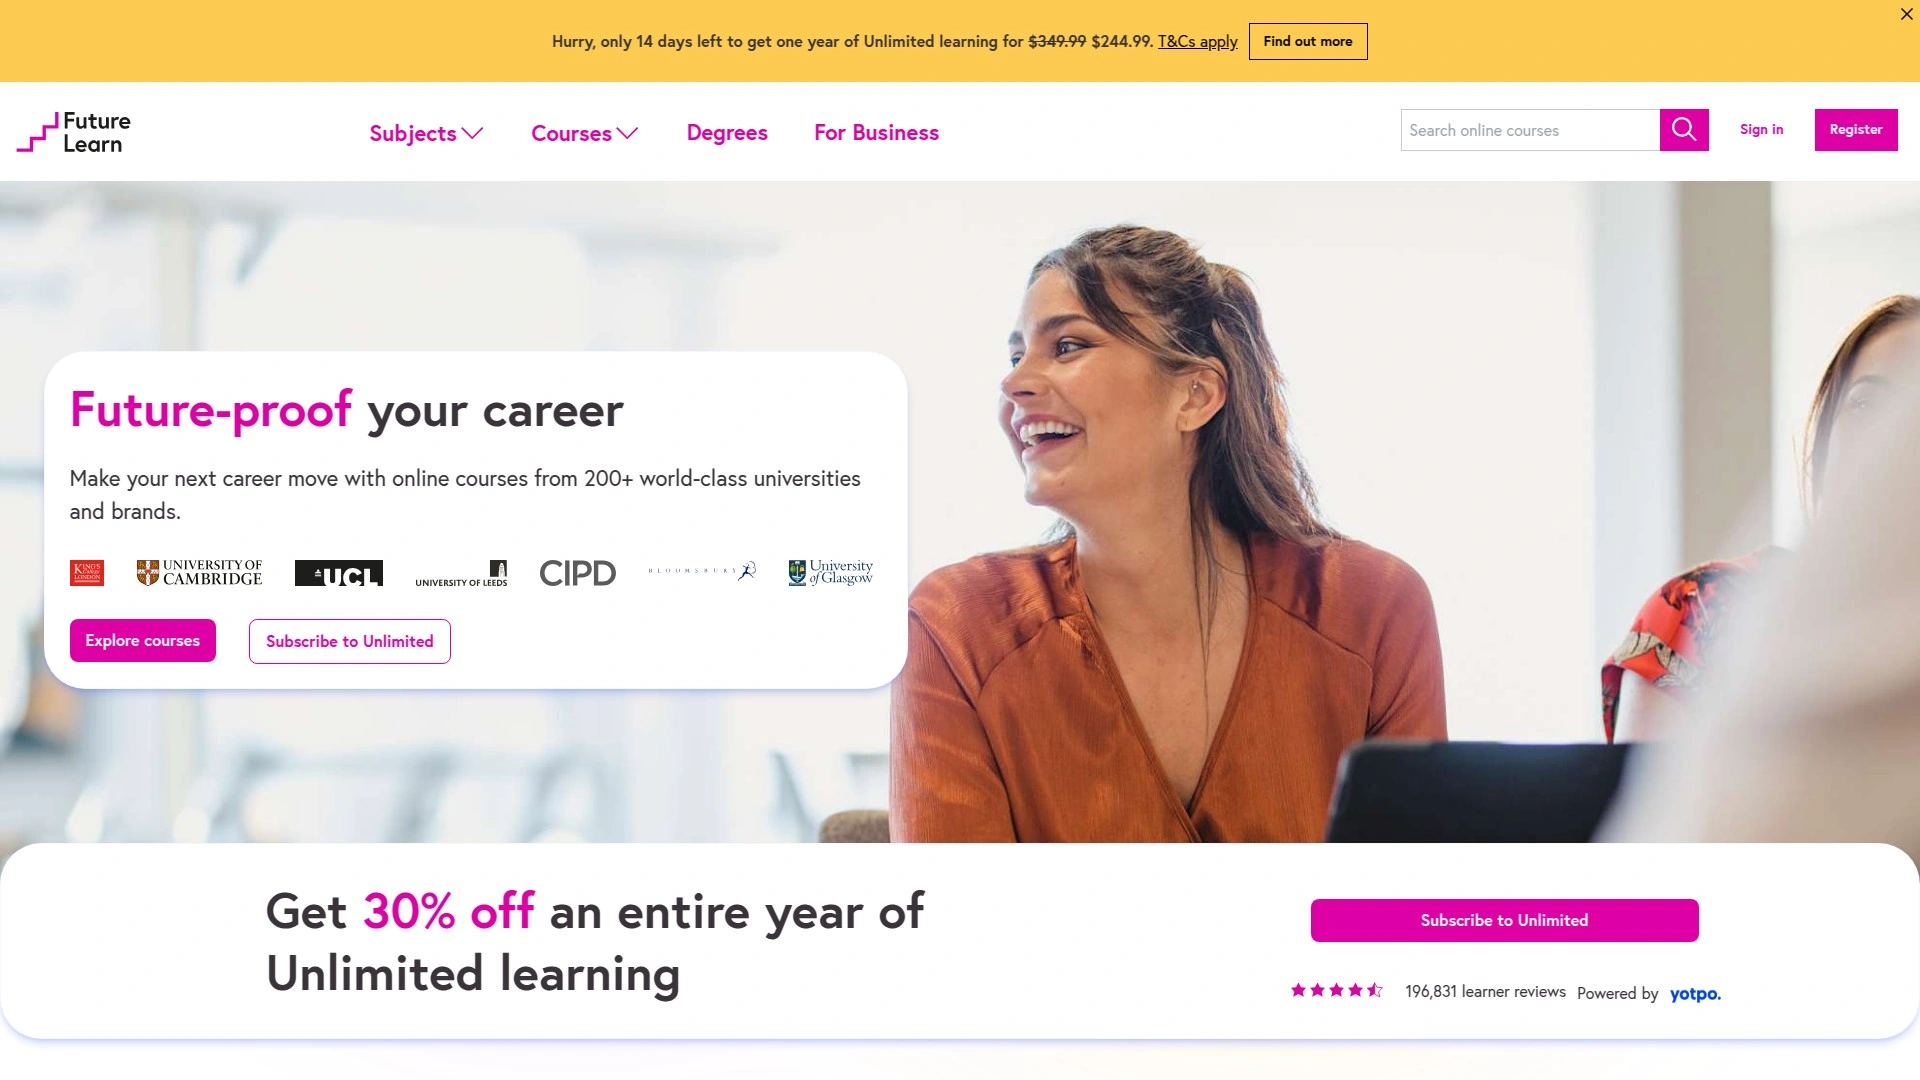 Hurry, only 14 days left to get one year of Unlimited learning for $349.99 $244.99. T&Cs apply Find out more
Future
Learn
Subjects
Courses
Degrees
For Business
Search online courses
Sign in
Register
Future-proof your career
Make your next career move with online courses from 200+ world-class universities
and brands.
KING'S
College
LONDON
UNIVERSITY OF
CAMBRIDGE
UCL
UNIVERSITY OF LEEDS
CIPD
BLOOMSBURY
University
of Glasgow
Explore courses
Subscribe to Unlimited
Get 30% off an entire year of
Unlimited learning
Subscribe to Unlimited
196,831 learner reviews Powered by yotpo.